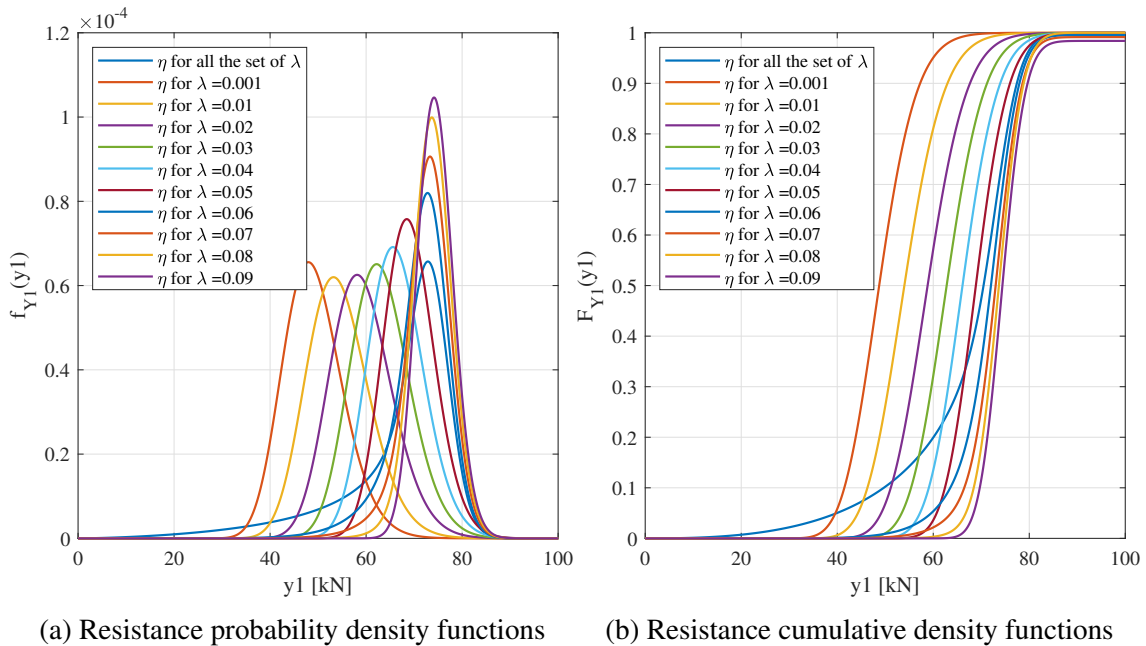 ×10⁻⁴
1.2
1
0.8
0.6
0.4
0.2
0
0
20
40
60
80
100
f_Y1(y1)
y1 [kN]
η for all the set of λ
η for λ =0.001
η for λ =0.01
η for λ =0.02
η for λ =0.03
η for λ =0.04
η for λ =0.05
η for λ =0.06
η for λ =0.07
η for λ =0.08
η for λ =0.09
(a) Resistance probability density functions
1
0.9
0.8
0.7
0.6
0.5
0.4
0.3
0.2
0.1
0
0
20
40
60
80
100
F_Y1(y1)
y1 [kN]
η for all the set of λ
η for λ =0.001
η for λ =0.01
η for λ =0.02
η for λ =0.03
η for λ =0.04
η for λ =0.05
η for λ =0.06
η for λ =0.07
η for λ =0.08
η for λ =0.09
(b) Resistance cumulative density functions